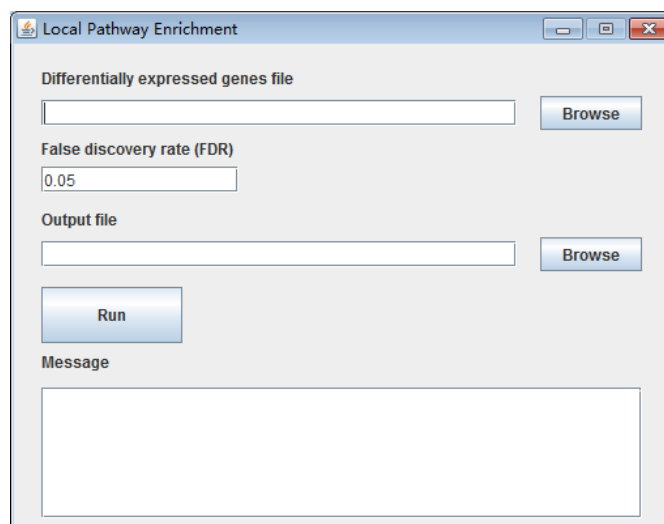 Local Pathway Enrichment
Differentially expressed genes file
Browse
False discovery rate (FDR)
0.05
Output file
Browse
Run
Message